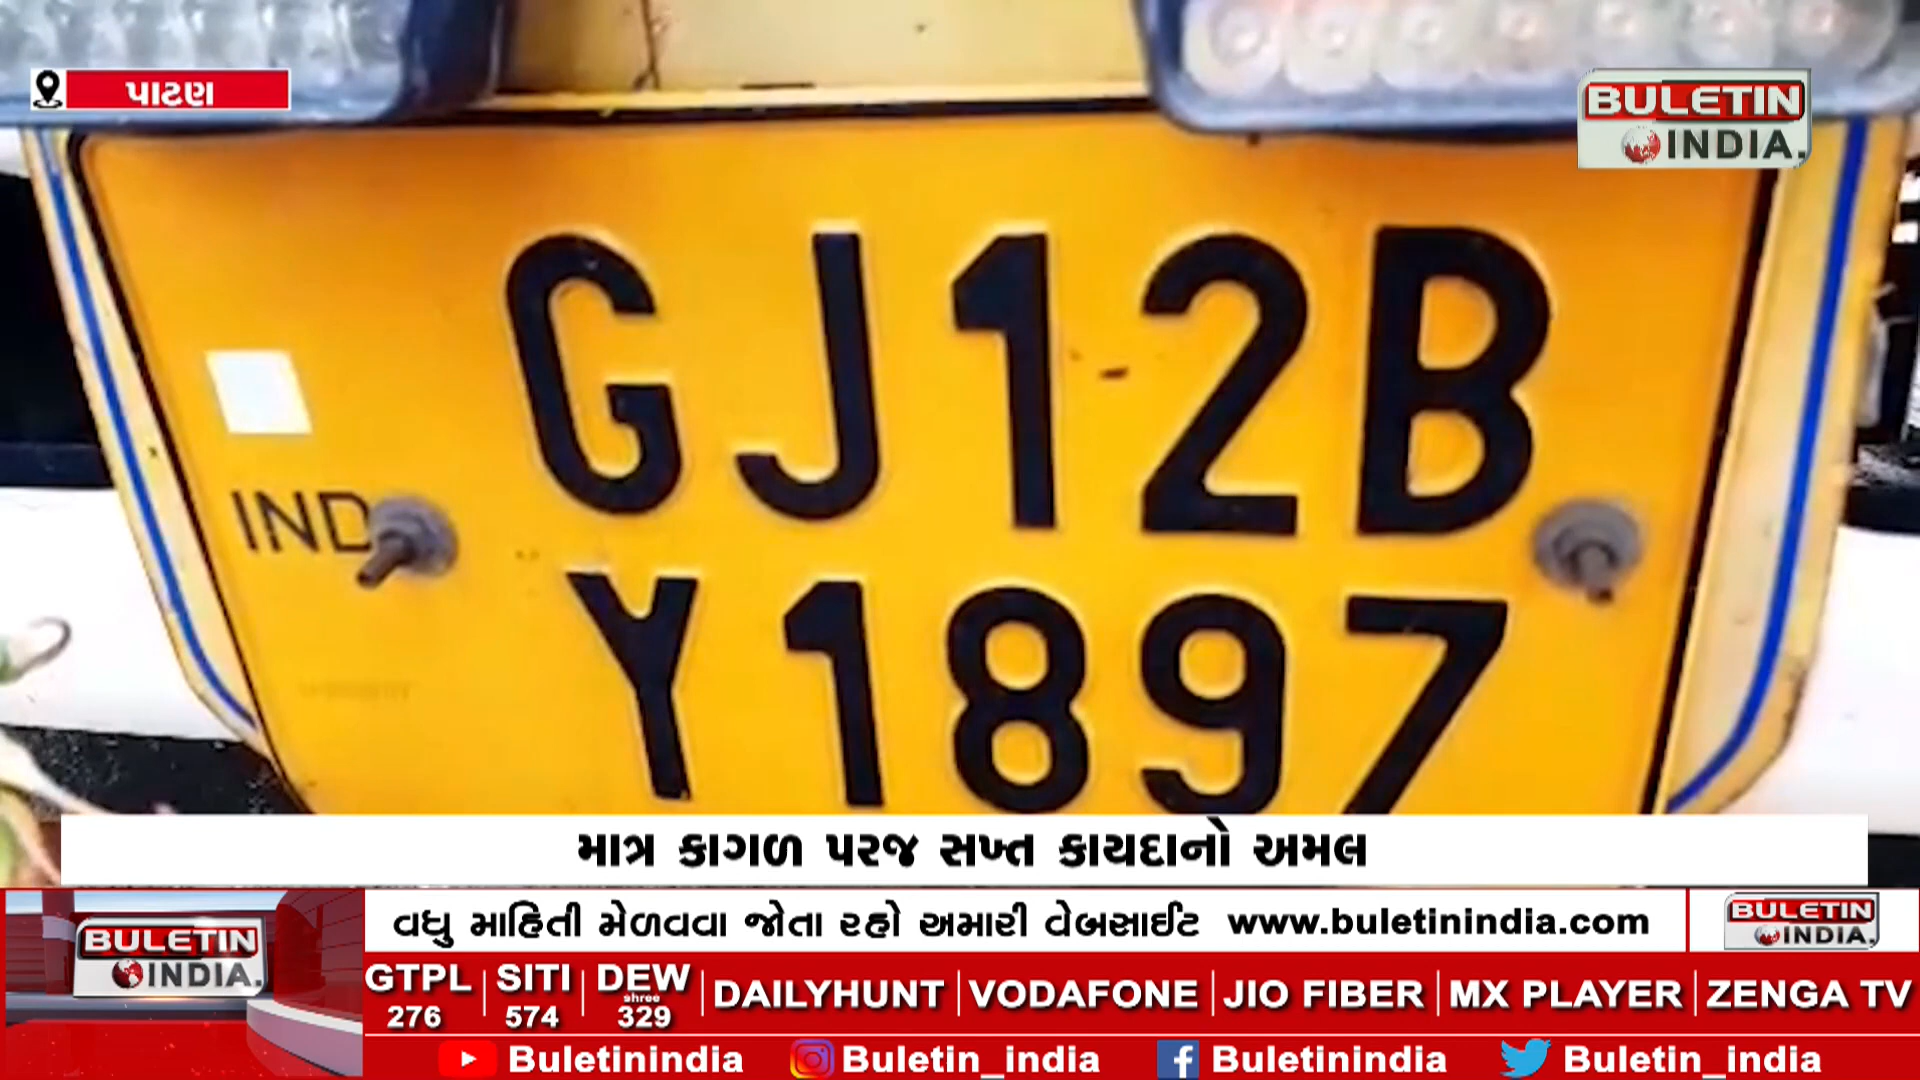 પાટણ
BULETIN
INDIA.
GJ12B
IND
Y1897
માત્ર કાગળ પરજ સખ્ત કાયદાનો અમલ
વધુ માહિતી મેળવવા જોતા રહો અમારી વેબસાઈટ www.buletinindia.com
BULETIN
INDIA.
BULETIN
INDIA.
GTPL 276 | SITI 574 | DEW shree 329 | DAILYHUNT | VODAFONE | JIO FIBER | MX PLAYER | ZENGA TV
Buletinindia Buletin_india Buletinindia Buletin_india